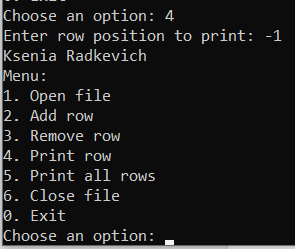 Choose an option: 4
Enter row position to print: -1
Ksenia Radkevich
Menu:
1. Open file
2. Add row
3. Remove row
4. Print row
5. Print all rows
6. Close file
0. Exit
Choose an option: